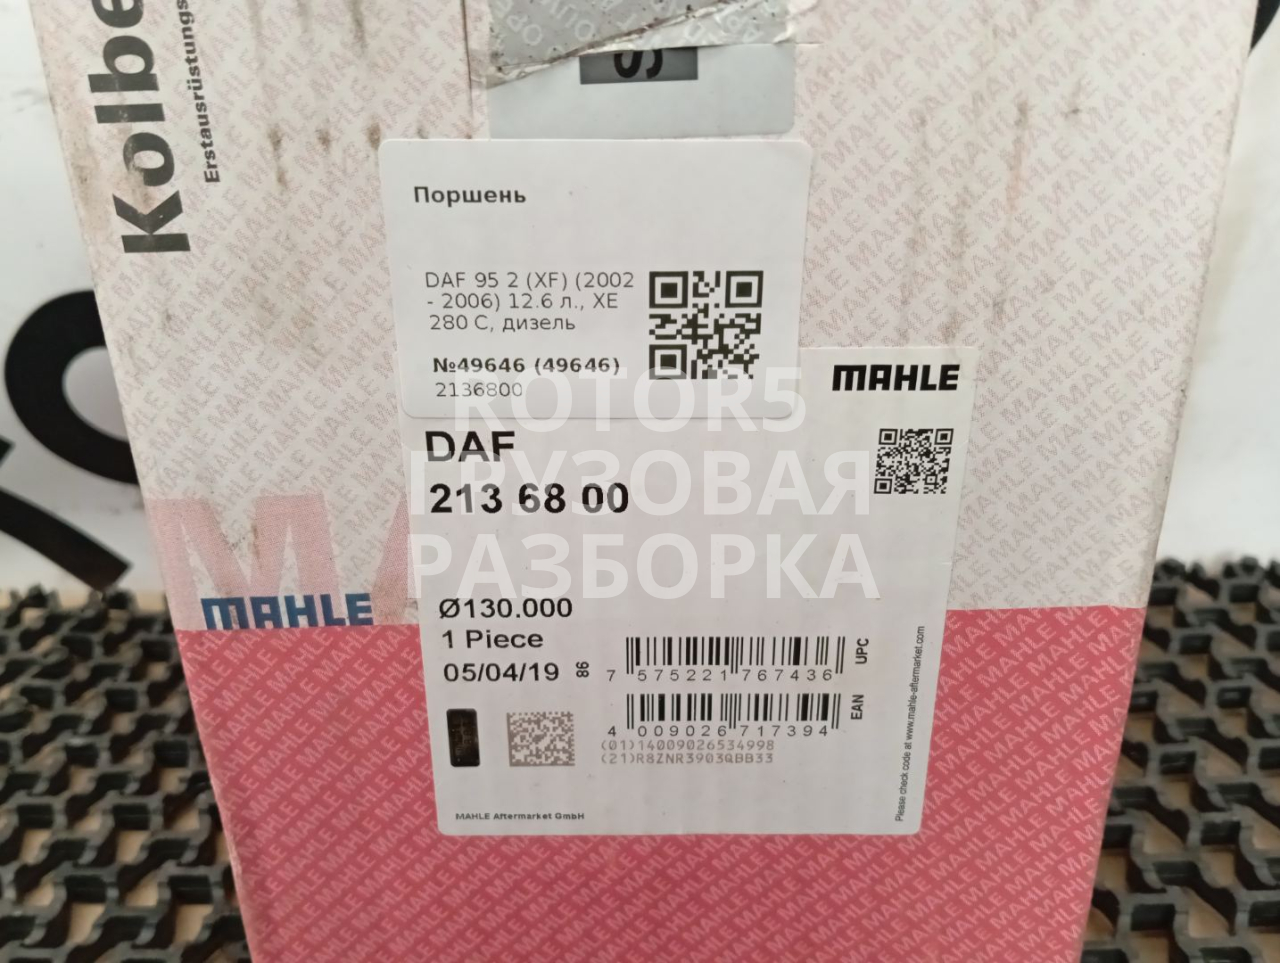 Kolbe
Erstausrüstungs
S
Поршень
DAF 95 2 (XF) (2002
- 2006) 12.6 л., XE
280 C, дизель
№49646 (49646)
2136800
MAHLE
DAF
213 68 00
ROTOR5
ГРУЗОВАЯ
РАЗБОРКА
MAHLE
Ø130.000
1 Piece
05/04/19 86
7 575221 767436 UPC
4 009026 717394 EAN
(01)14009026534998
(21)R8ZNR3903QBB33
MAHLE Aftermarket GmbH
Please check code at www.mahle-aftermarket.com